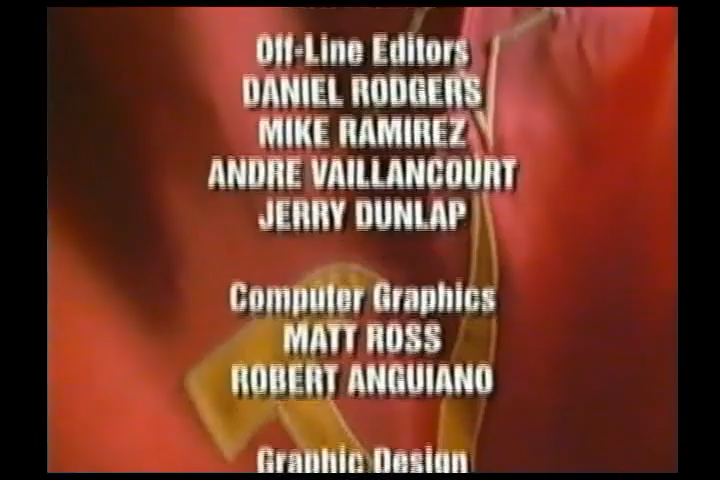 Off-Line Editors
DANIEL RODGERS
MIKE RAMIREZ
ANDRE VAILLANCOURT
JERRY DUNLAP
Computer Graphics
MATT ROSS
ROBERT ANGUIANO
Graphic Design